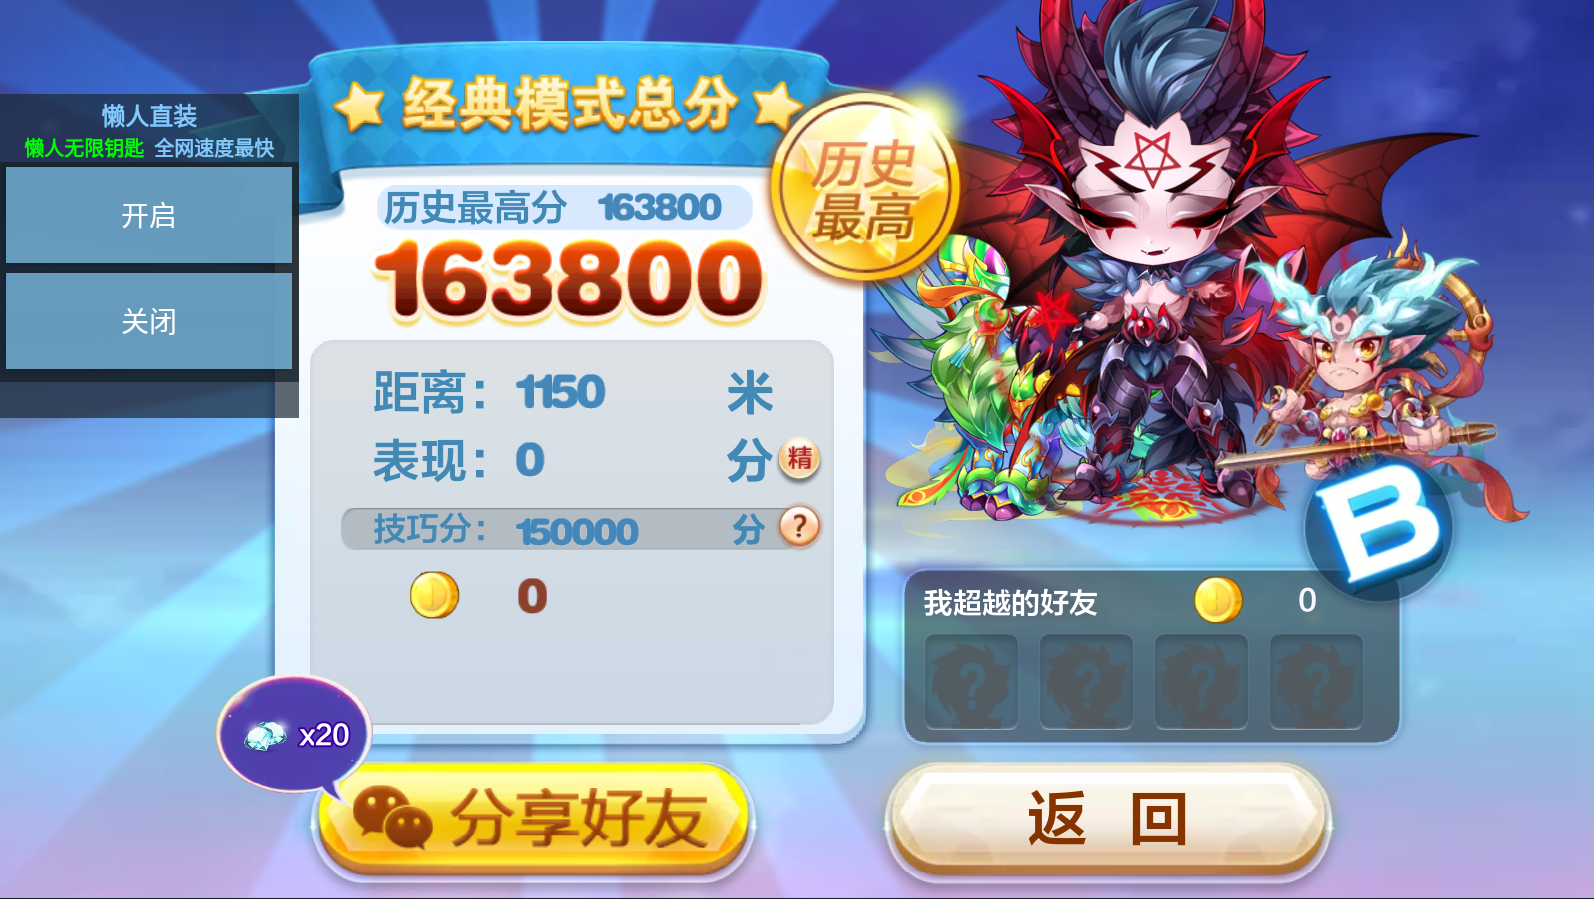 懒人直装
懒人无限钥匙 全网速度最快
开启
关闭
经典模式总分
历史最高
历史最高分 163800
163800
距离： 1150 米
表现： 0 分 精
技巧分： 150000 分 ?
0
B
我超越的好友 0
? ? ? ?
x20
分享好友
返回